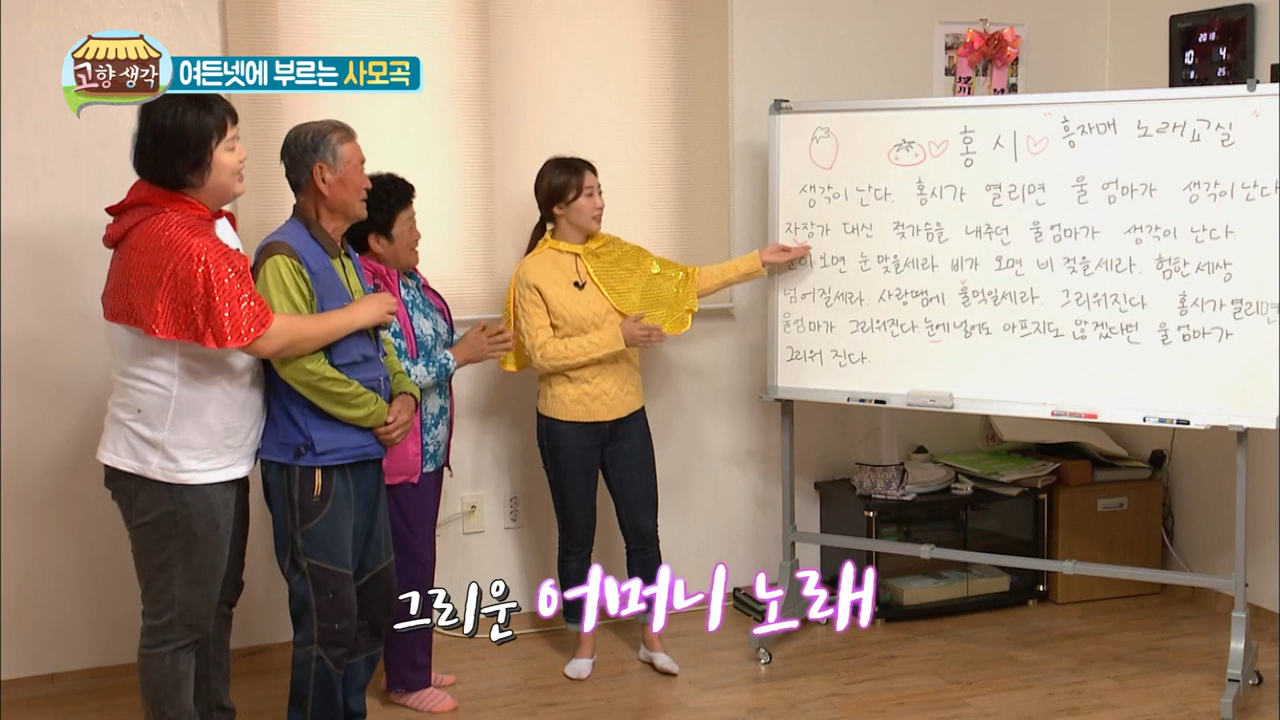 고향 생각
여든넷에 부르는 사모곡
2018
10 4
8 25
홍시 "흥자매 노래교실"
생각이 난다. 홍시가 열리면 울 엄마가 생각이 난다
자장가 대신 젖가슴을 내주던 울엄마가 생각이 난다
눈이 오면 눈 맞을세라 비가 오면 비 젖을세라. 험한 세상
넘어질세라. 사랑땜에 울먹일세라. 그리워진다 홍시가 열리면
울엄마가 그리워진다 눈에 넣어도 아프지도 않겠다던 울 엄마가
그리워 진다.
14
그리운 어머니 노래